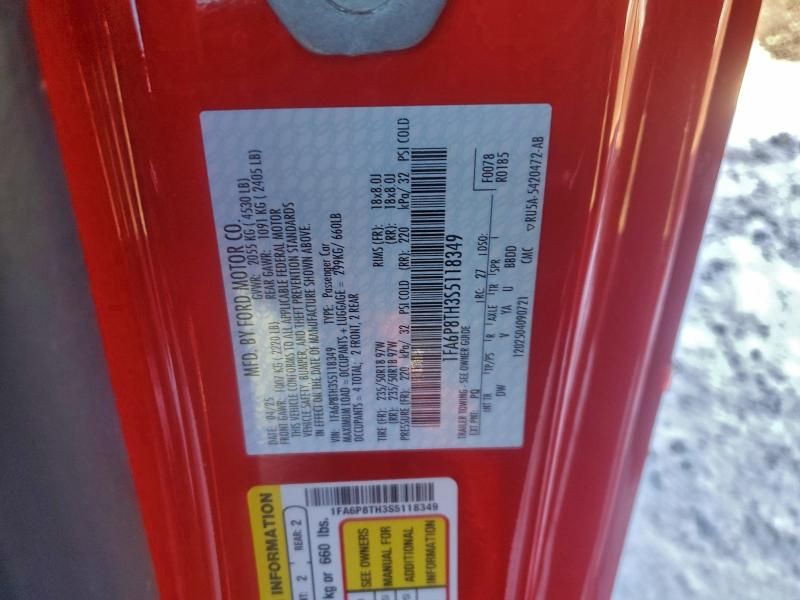 MFD. BY FORD MOTOR CO.
DATE: 04/25 GVWR: 2055 KG ( 4530 LB)
FRONT GAWR: 1007 KG ( 2220 LB) REAR GAWR: 1091 KG ( 2405 LB)
THIS VEHICLE CONFORMS TO ALL APPLICABLE FEDERAL MOTOR
VEHICLE SAFETY, BUMPER, AND THEFT PREVENTION STANDARDS
IN EFFECT ON THE DATE OF MANUFACTURE SHOWN ABOVE.
VIN: 1FA6P8TH3S5118349 TYPE: Passenger Car
MAXIMUM LOAD = OCCUPANTS + LUGGAGE = 299KG/ 660LB
OCCUPANTS = 4 TOTAL; 2 FRONT, 2 REAR
TIRE (FR): 235/50R18 97W RIMS (FR): 18x8.0J
(RR): 235/50R18 97W (RR): 18x8.0J
PRESSURE (FR): 220 kPa/ 32 PSI COLD (RR): 220 kPa/ 32 PSI COLD
1FA6P8TH3S5118349
TRAILER TOWING - SEE OWNER GUIDE
EXT PNT: PQ RC: 27 DSO: F0078
R0185
INT TR TP/PS R AXLE TR SPR
DW V YA U BBDD
1202504090721 CMC ▽RU5A-5420472-AB
1FA6P8TH3S5118349
INFORMATION
2 , REAR: 2
kg or 660 lbs.
SEE OWNERS
MANUAL FOR
ADDITIONAL
INFORMATION